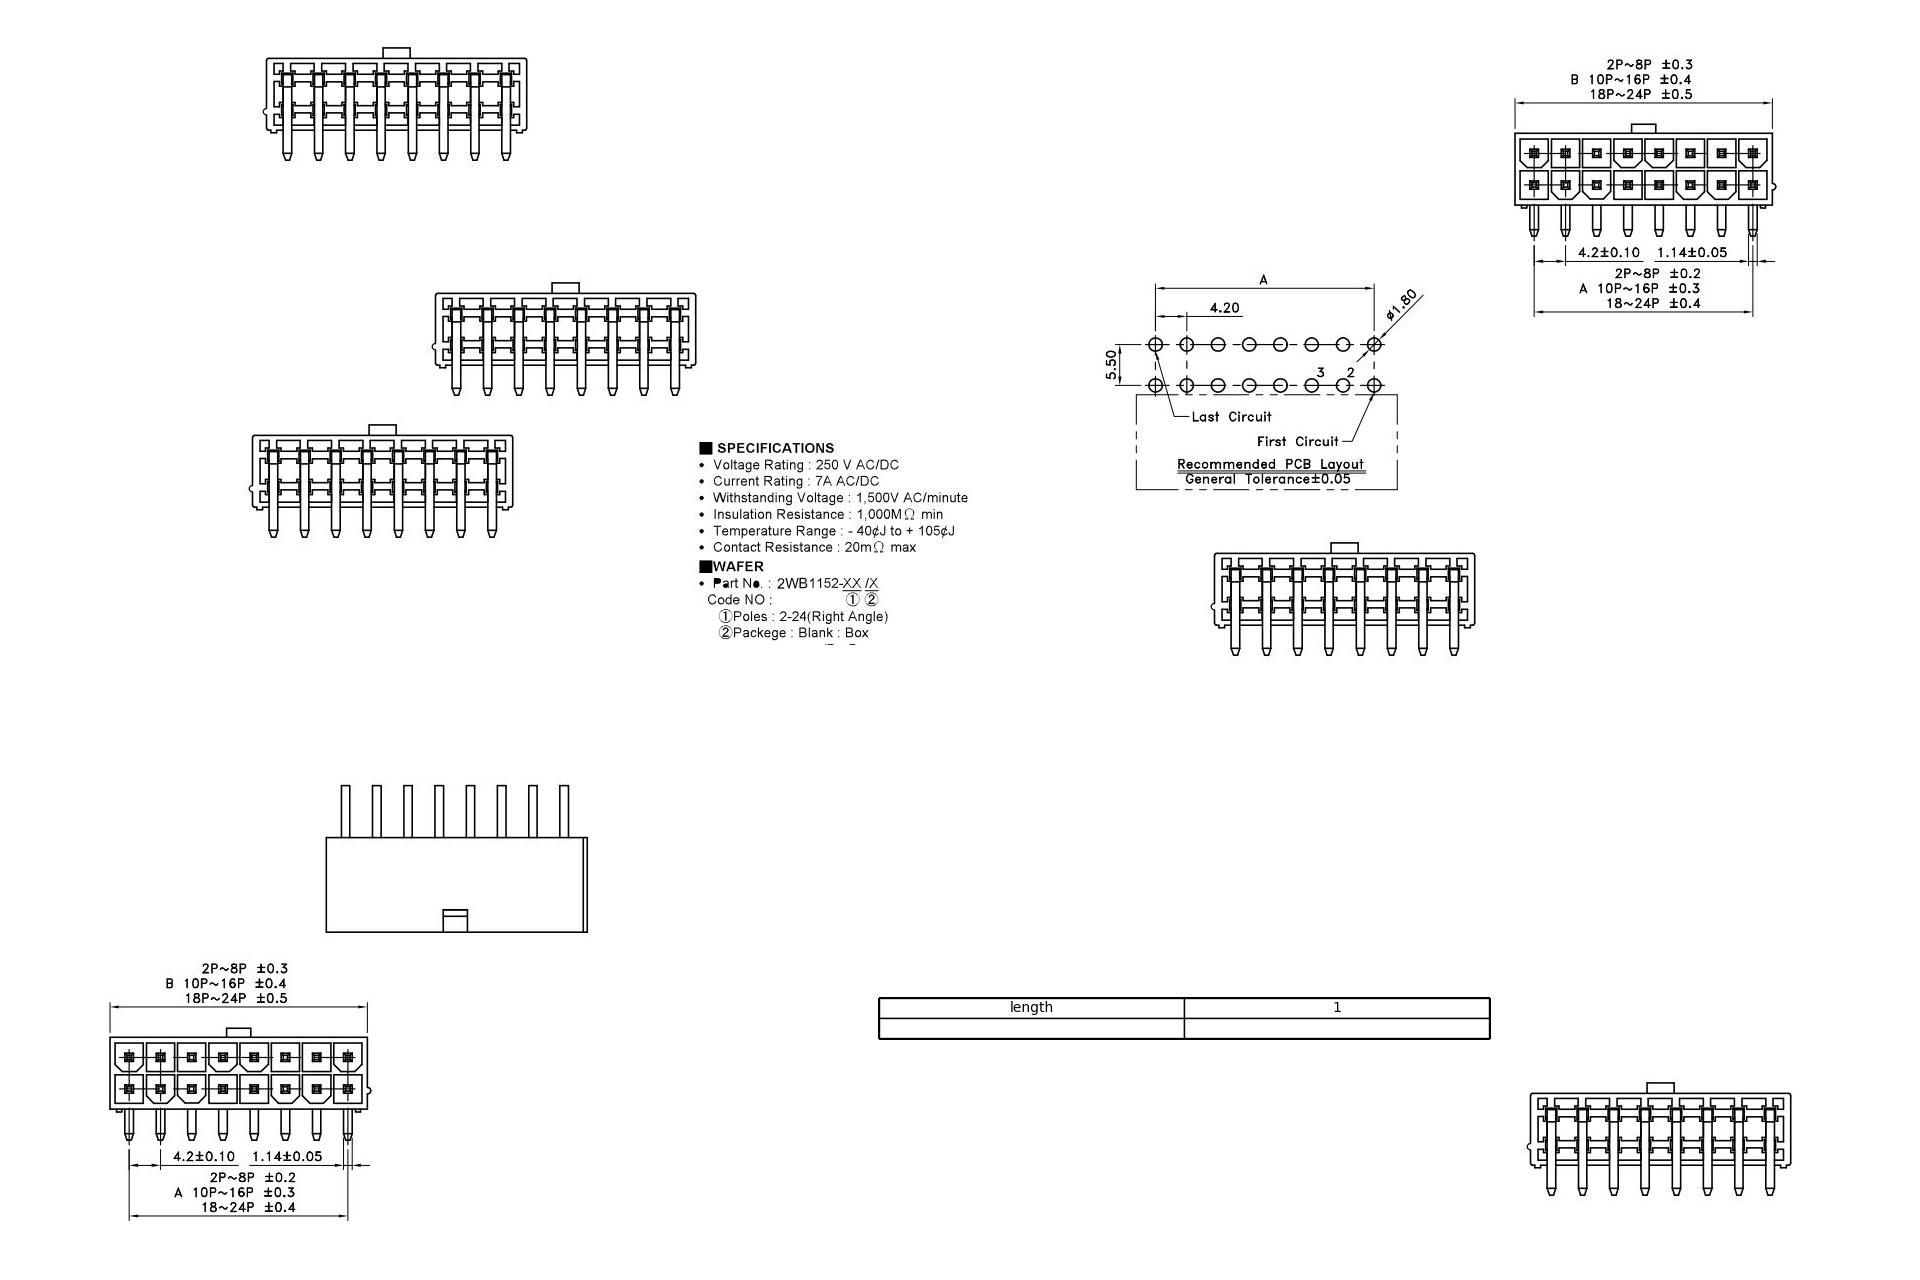 2P~8P ±0.3
B 10P~16P ±0.4
18P~24P ±0.5
4.2±0.10 1.14±0.05
2P~8P ±0.2
A 10P~16P ±0.3
18~24P ±0.4
A
4.20
ø1.80
5.50
3 2
Last Circuit
First Circuit
Recommended PCB Layout
General Tolerance±0.05
■ SPECIFICATIONS
• Voltage Rating : 250 V AC/DC
• Current Rating : 7A AC/DC
• Withstanding Voltage : 1,500V AC/minute
• Insulation Resistance : 1,000MΩ min
• Temperature Range : - 40¢J to + 105¢J
• Contact Resistance : 20mΩ max
■WAFER
• Part No. : 2WB1152-XX /X
Code NO : ① ②
①Poles : 2-24(Right Angle)
②Packege : Blank : Box
2P~8P ±0.3
B 10P~16P ±0.4
18P~24P ±0.5
4.2±0.10 1.14±0.05
2P~8P ±0.2
A 10P~16P ±0.3
18~24P ±0.4
length 1